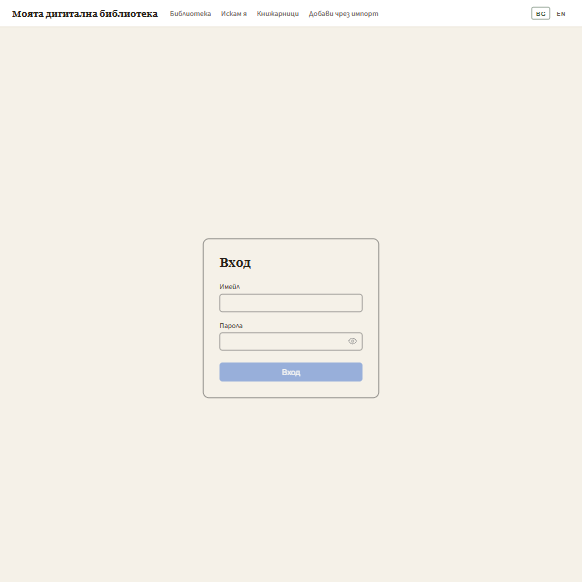 Моята дигитална библиотека Библиотека Искам я Книжарници Добави чрез импорт BG EN
Вход
Имейл
Парола
Вход